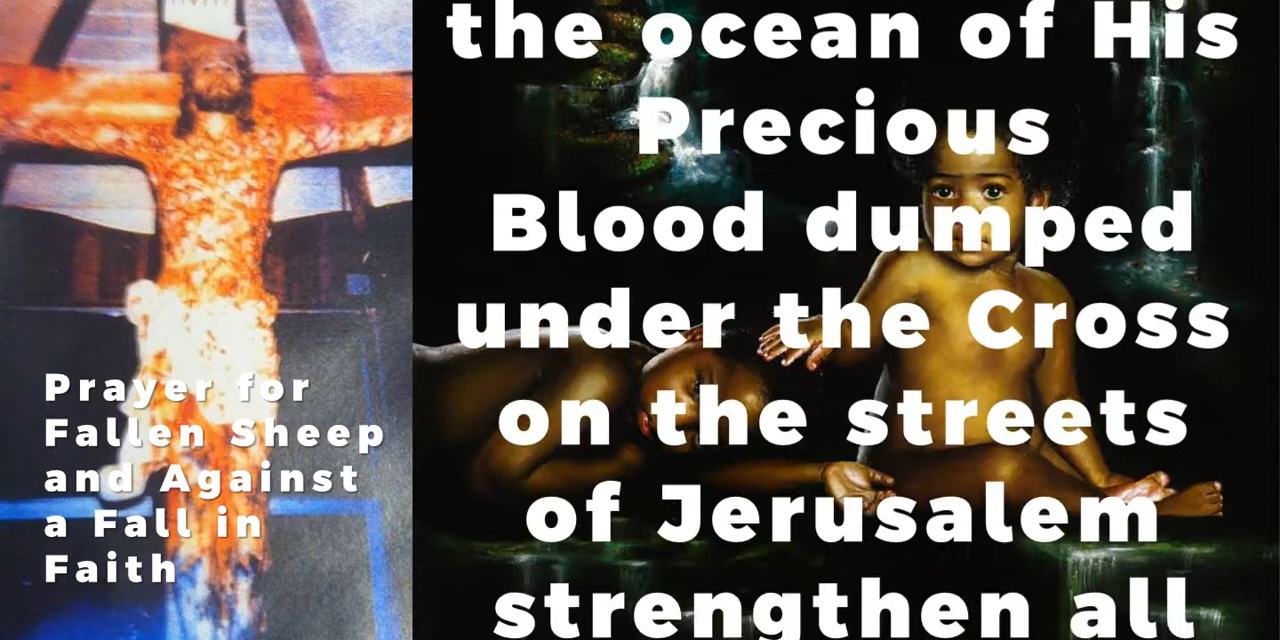 Prayer for
Fallen Sheep
and Against
a Fall in
Faith
the ocean of His
Precious
Blood dumped
under the Cross
on the streets
of Jerusalem
strengthen all